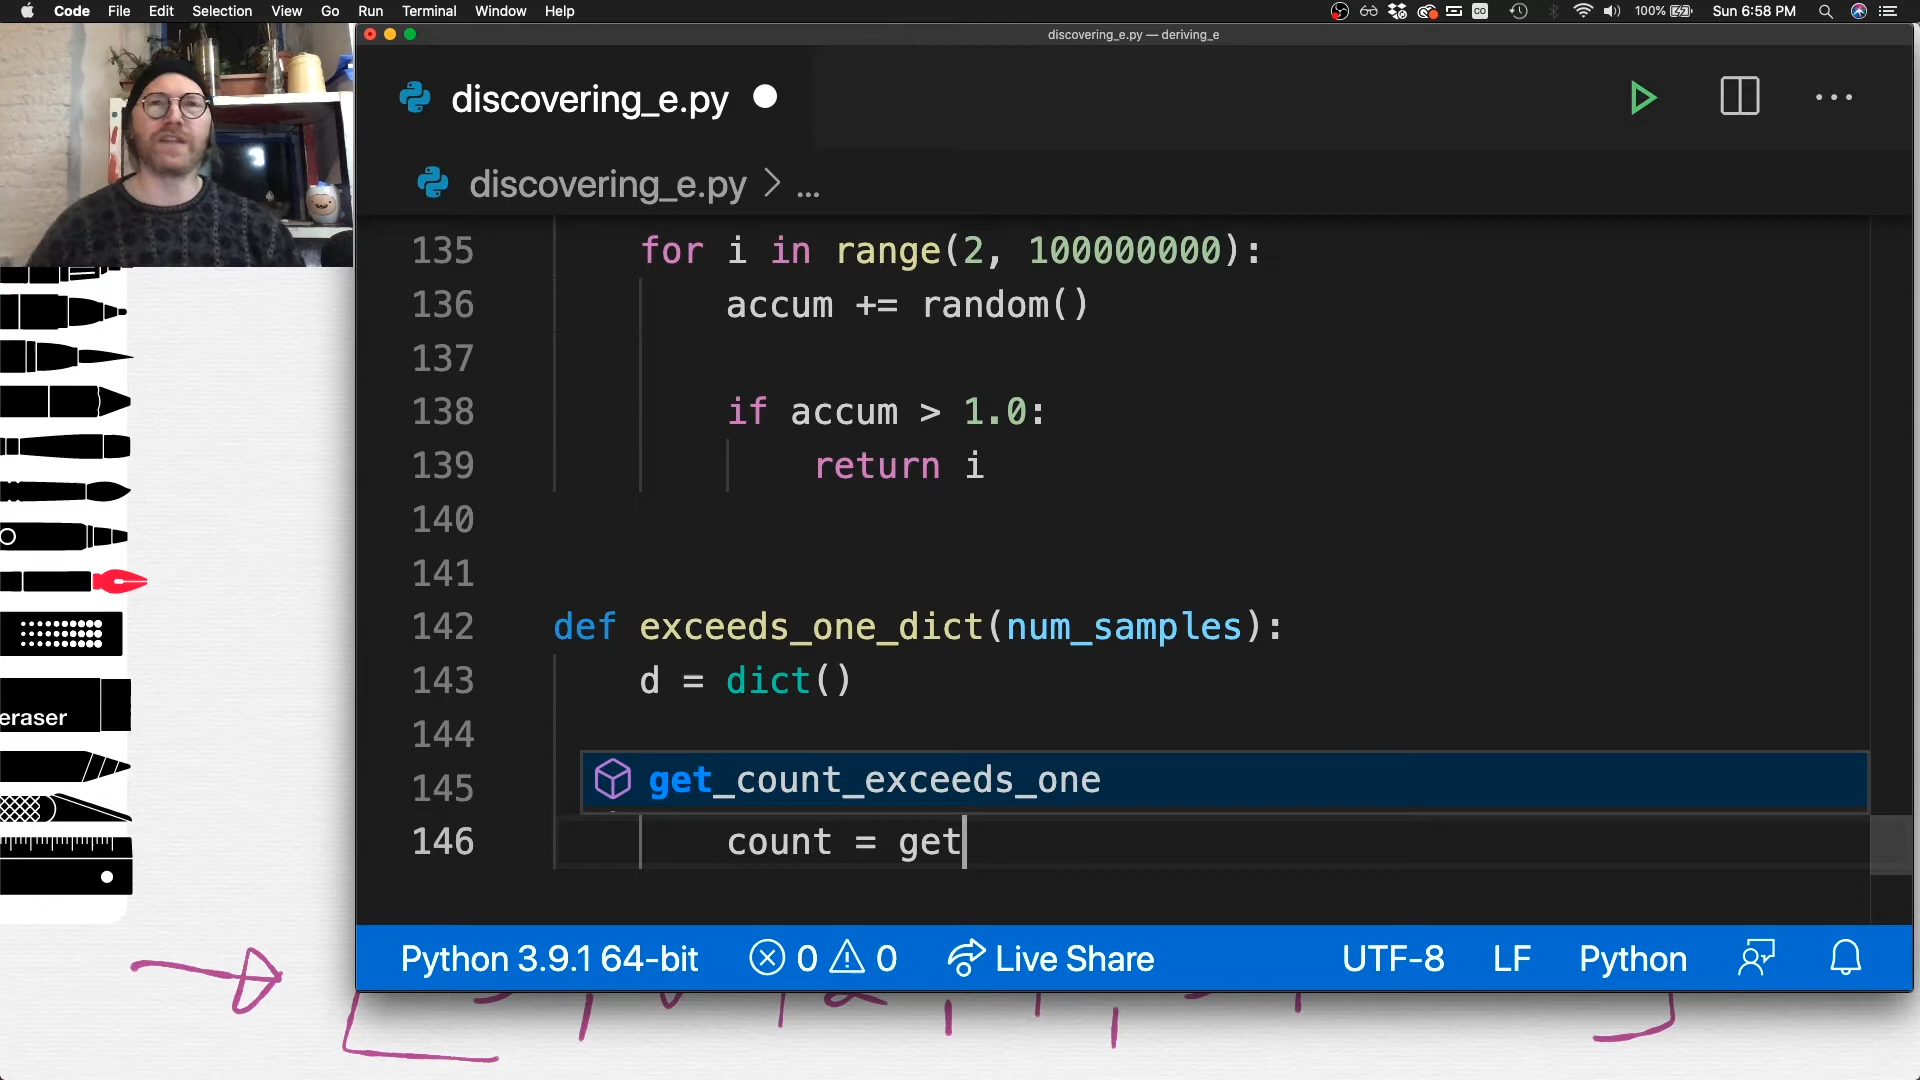 Code File Edit Selection View Go Run Terminal Window Help 100% Sun 6:58 PM
discovering_e.py — deriving_e
discovering_e.py
discovering_e.py > ...
135 for i in range(2, 100000000):
136 accum += random()
137
138 if accum > 1.0:
139 return i
140
141
142 def exceeds_one_dict(num_samples):
143 d = dict()
144
145 get_count_exceeds_one
146 count = get
eraser
Python 3.9.1 64-bit 0 0 Live Share UTF-8 LF Python